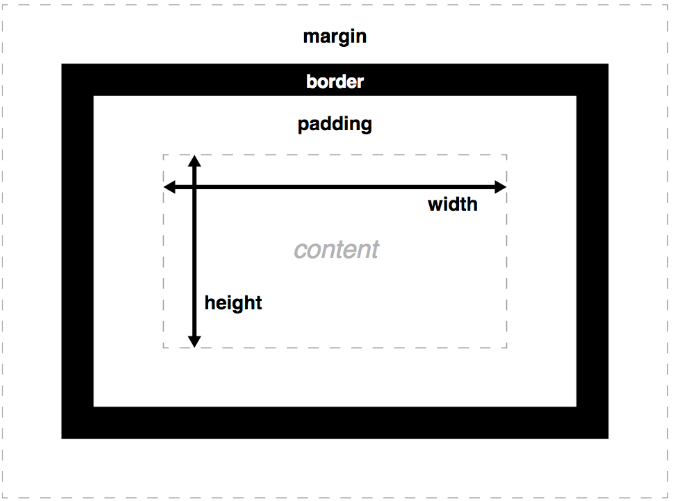 margin
border
padding
width
content
height